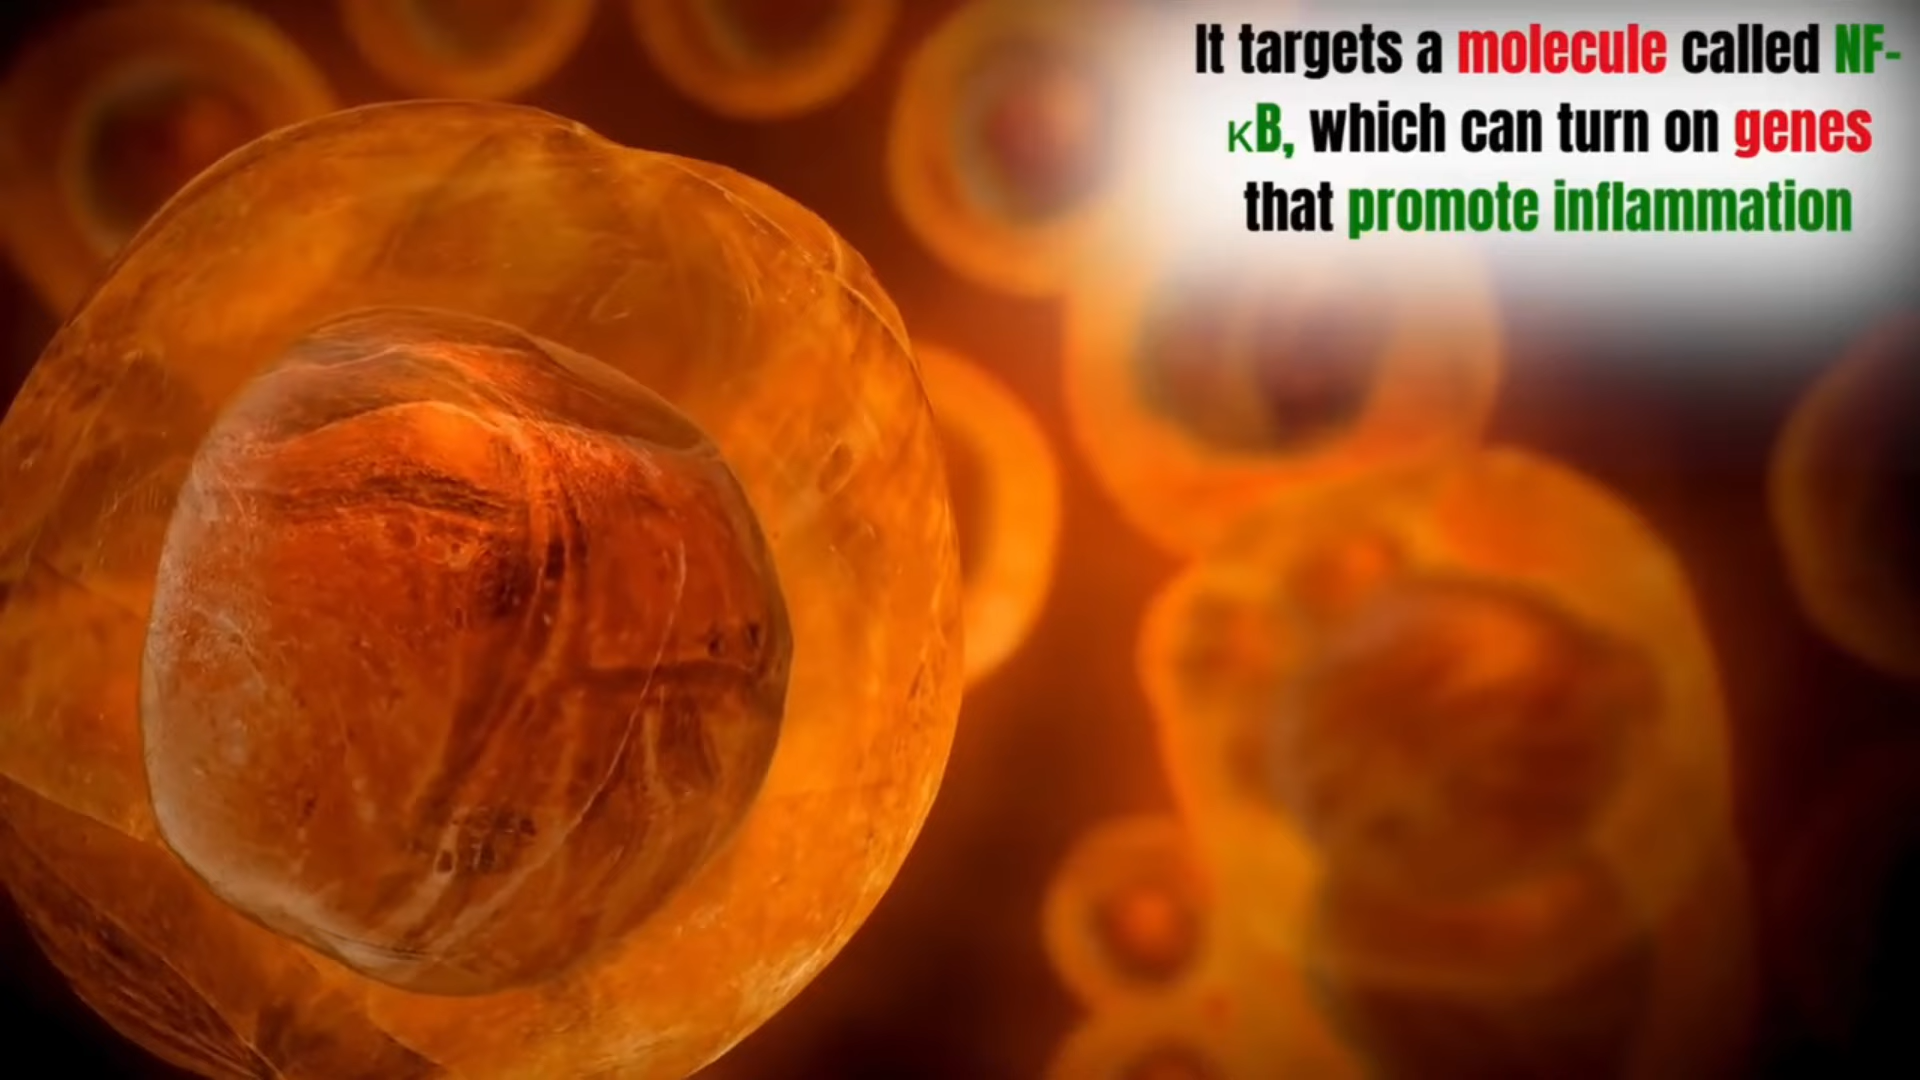 It targets a molecule called NF-
κB, which can turn on genes
that promote inflammation